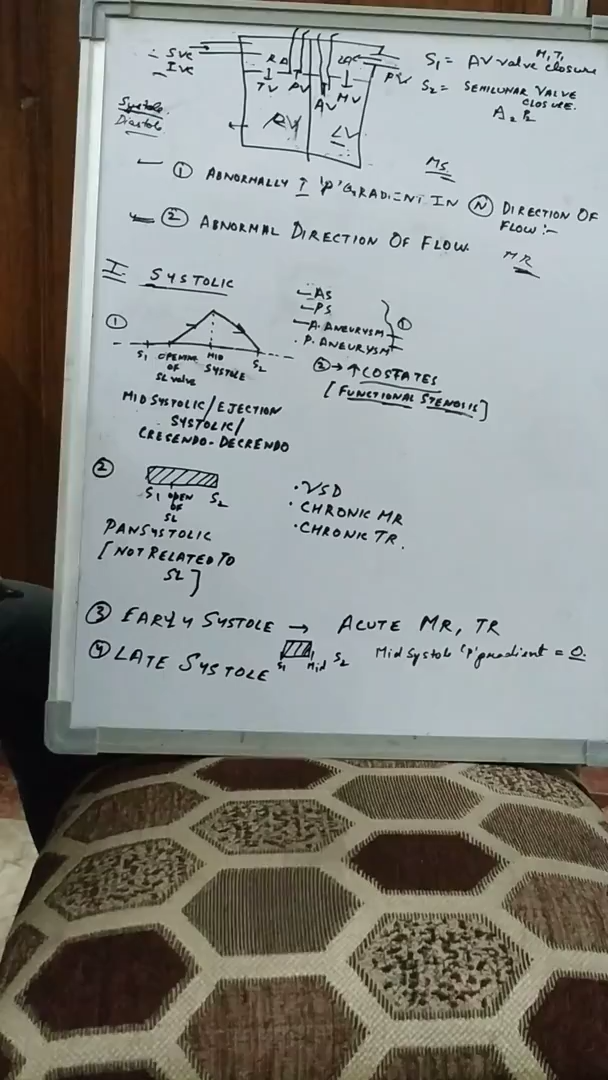 - SVC
- IVC
RA
TV
PV
AV
LA
MV
PV
RV
LV
Systole
Diastole
S1 = AV valve closure
M1 T1
S2 = SEMILUNAR VALVE
CLOSURE.
A2 P2
MS
① ABNORMALLY ↑ 'P' GRADIENT IN Ⓝ DIRECTION OF
FLOW :-
② ABNORMAL DIRECTION OF FLOW.
MR
I SYSTOLIC
①
S1 OPENING MID S2
OF SYSTOLE
SL valve
MID SYSTOLIC/EJECTION
SYSTOLIC/
CRESENDO-DECRENDO
- AS
- PS
- A. ANEURYSM
· P. ANEURYSM
①
② → ↑ CO STATES
[FUNCTIONAL STENOSIS]
②
S1 OPEN S2
OF
SL
PANSYSTOLIC
[NOT RELATED TO
SL]
· VSD
· CHRONIC MR
· CHRONIC TR.
③ EARLY SYSTOLE → ACUTE MR, TR
④ LATE SYSTOLE
S1 Mid S2
Mid Systole 'P' gradient = 0.